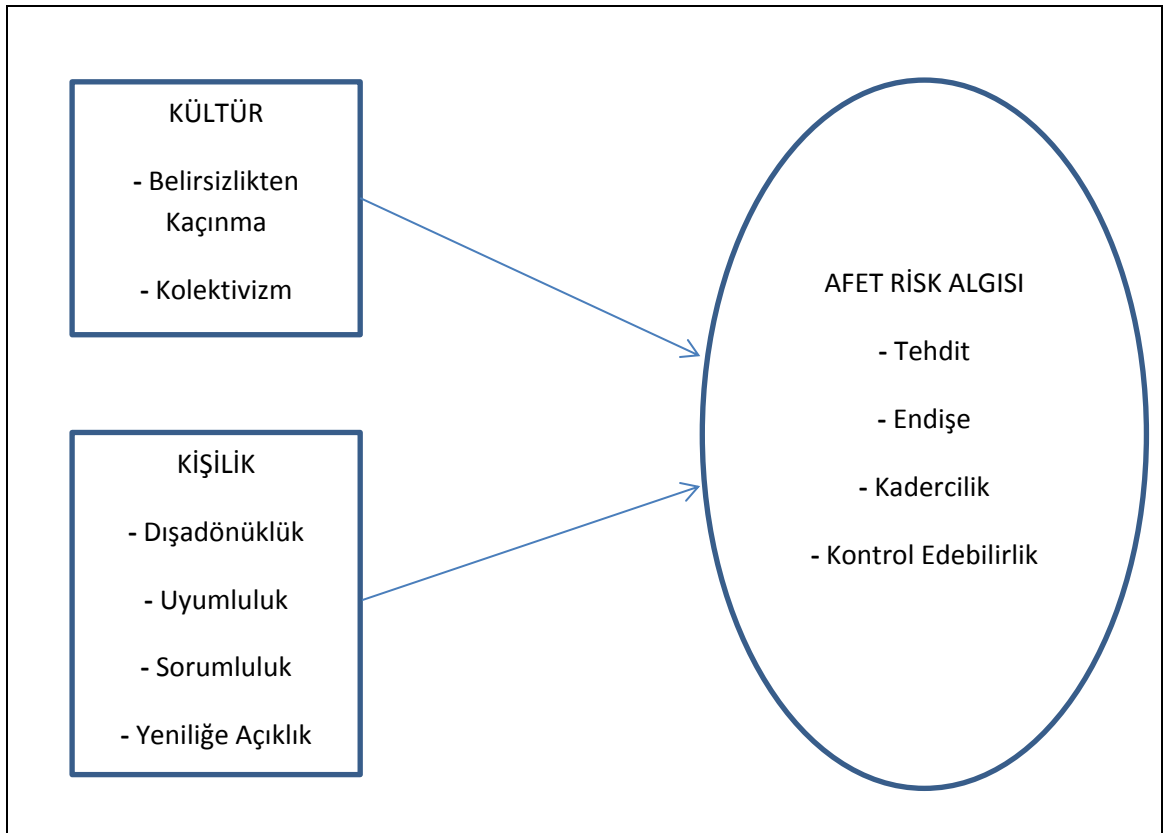 KÜLTÜR
- Belirsizlikten
Kaçınma
- Kolektivizm
KİŞİLİK
- Dışadönüklük
- Uyumluluk
- Sorumluluk
- Yeniliğe Açıklık
AFET RİSK ALGISI
- Tehdit
- Endişe
- Kadercilik
- Kontrol Edebilirlik